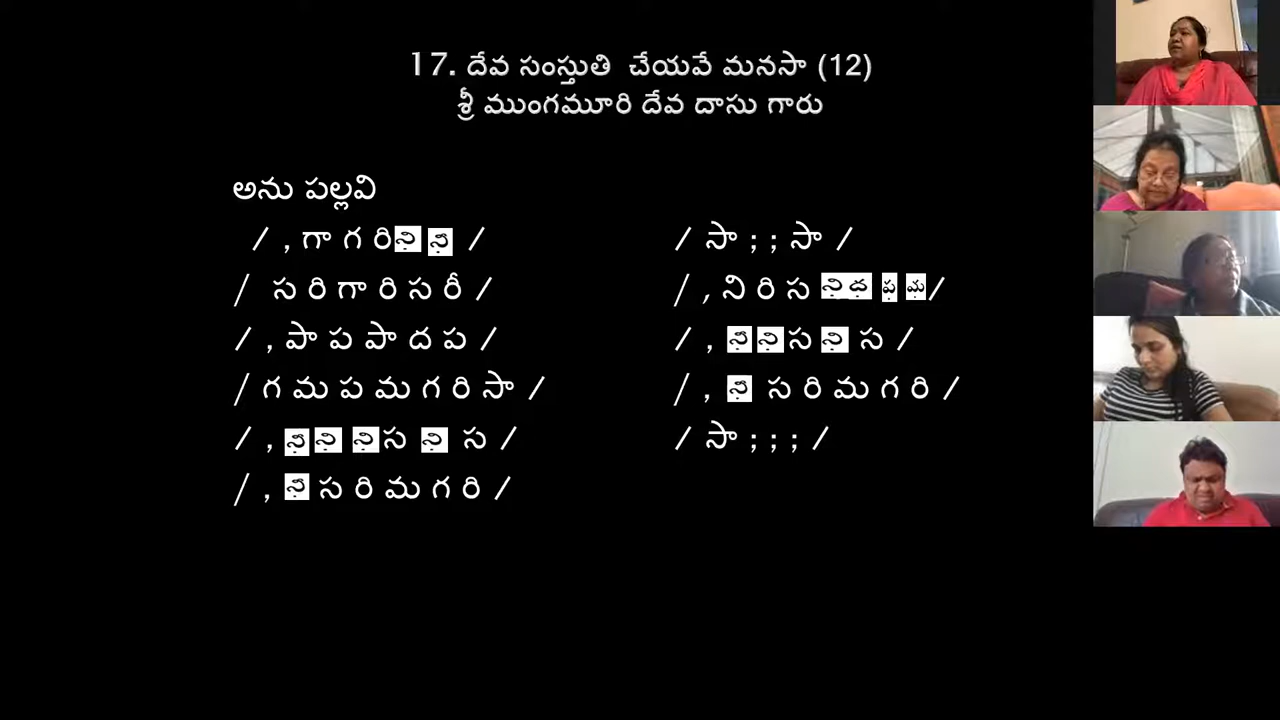 17. దేవ సంస్తుతి చేయవే మనసా (12)
శ్రీ ముంగమూరి దేవ దాసు గారు
అను పల్లవి
/ , గా గ రి ని ని /
/ స రి గా రి స రీ /
/ , పా ప పా ద ప /
/ గ మ ప మ గ రి సా /
/ , ని ని ని స ని స /
/ , ని స రి మ గ రి /
/ సా ; ; సా /
/ , ని రి స ని ద ప మ /
/ , ని ని స ని స /
/ , ని స రి మ గ రి /
/ సా ; ; ; /